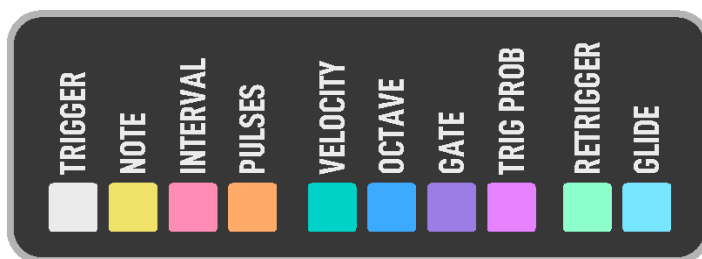 TRIGGER
NOTE
INTERVAL
PULSES
VELOCITY
OCTAVE
GATE
TRIG PROB
RETRIGGER
GLIDE